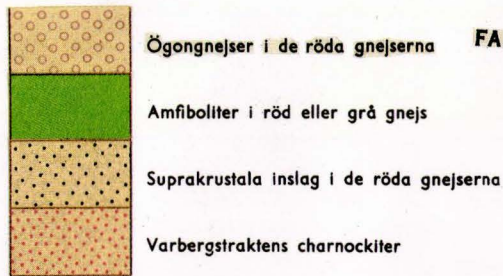 Ögongnejser i de röda gnejserna FA
Amfiboliter i röd eller grå gnejs
Suprakrustala inslag i de röda gnejserna
Varbergstraktens charnockiter